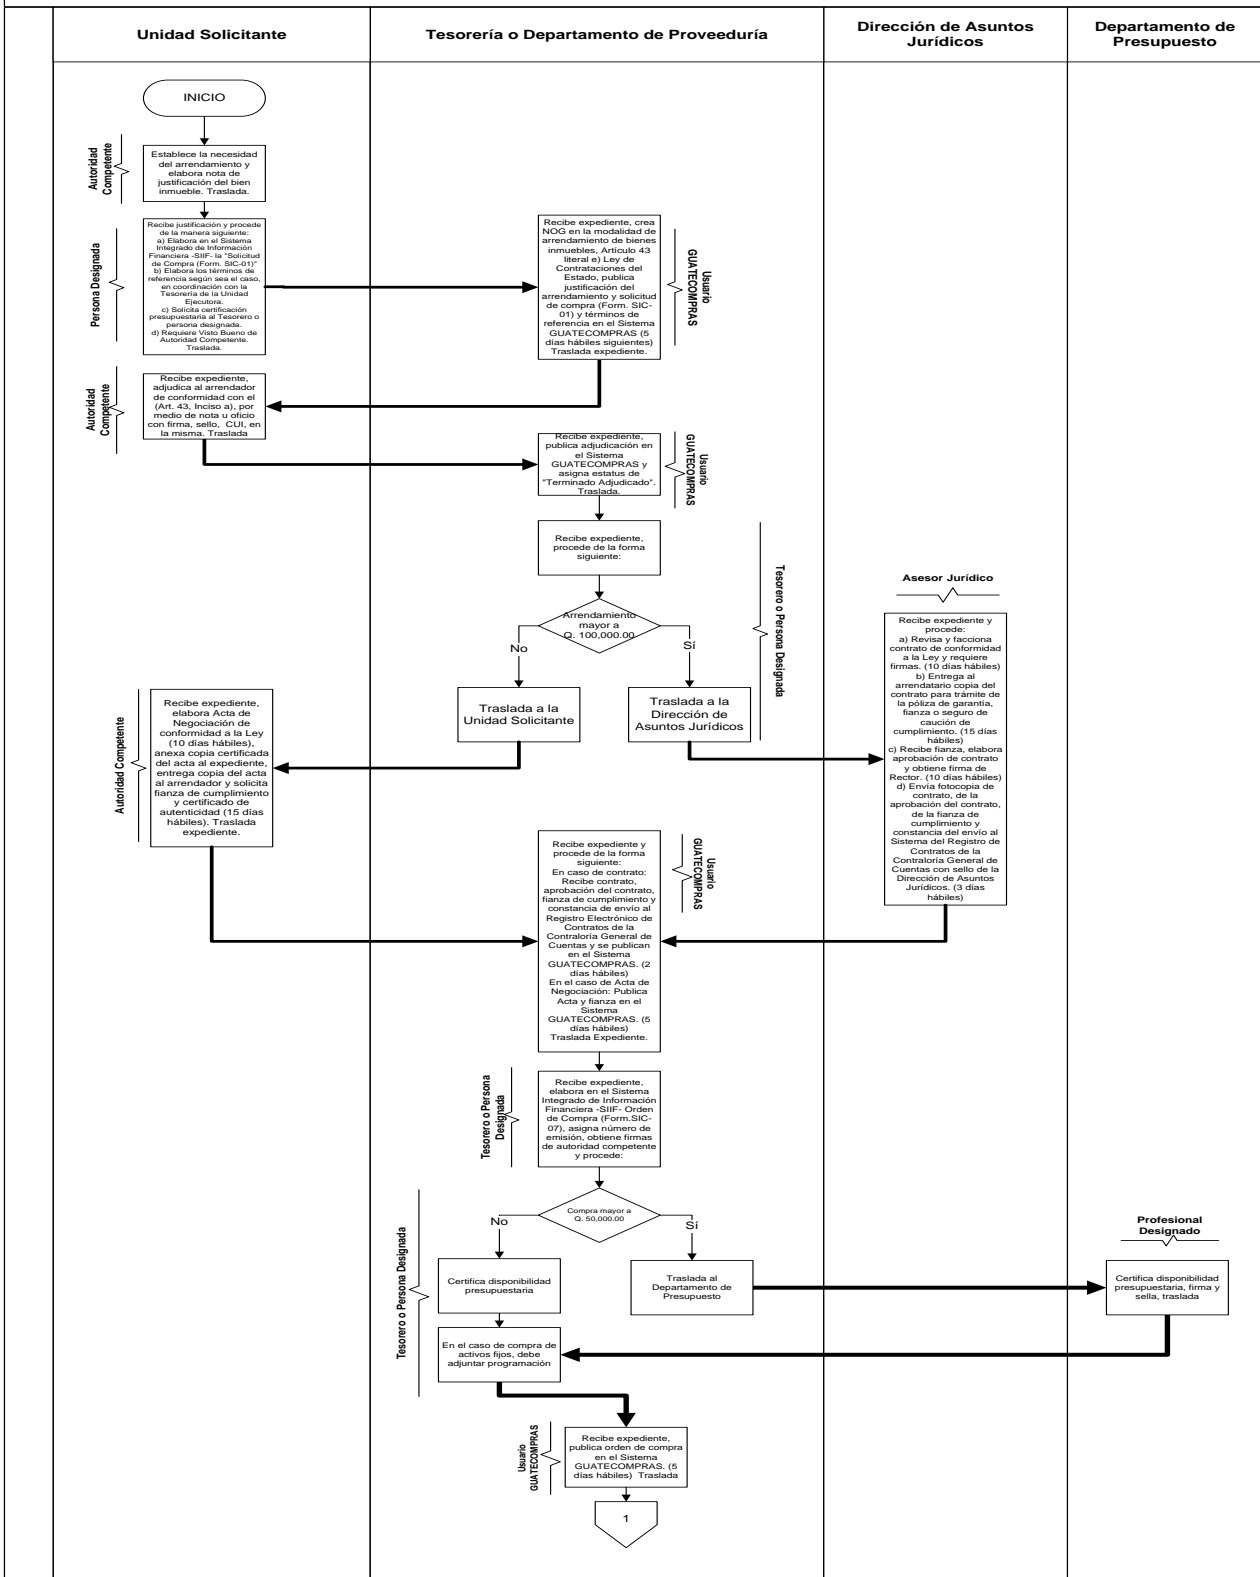 Unidad Solicitante
Tesorería o Departamento de Proveeduría
Dirección de Asuntos
Jurídicos
Departamento de
Presupuesto
INICIO
Autoridad
Competente
Establece la necesidad
del arrendamiento y
elabora nota de
justificación del bien
inmueble. Traslada.
Persona Designada
Recibe justificación y procede
de la manera siguiente:
a) Elabora en el Sistema
Integrado de Información
Financiera -SIIF- la "Solicitud
de Compra (Form. SIC-01)"
b) Elabora los términos de
referencia según sea el caso,
en coordinación con la
Tesorería de la Unidad
Ejecutora.
c) Solicita certificación
presupuestaria al Tesorero o
persona designada.
d) Requiere Visto Bueno de
Autoridad Competente.
Traslada.
Recibe expediente, crea
NOG en la modalidad de
arrendamiento de bienes
inmuebles, Artículo 43
literal e) Ley de
Contrataciones del
Estado, publica
justificación del
arrendamiento y solicitud
de compra (Form. SIC-
01) y términos de
referencia en el Sistema
GUATECOMPRAS (5
días hábiles siguientes)
Traslada expediente.
Usuario
GUATECOMPRAS
Autoridad
Competente
Recibe expediente,
adjudica al arrendador
de conformidad con el
(Art. 43, Inciso a), por
medio de nota u oficio
con firma, sello, CUI, en
la misma. Traslada
Recibe expediente,
publica adjudicación en
el Sistema
GUATECOMPRAS y
asigna estatus de
"Terminado Adjudicado".
Traslada.
Usuario
GUATECOMPRAS
Recibe expediente,
procede de la forma
siguiente:
Tesorero o Persona Designada
Arrendamiento
mayor a
Q. 100,000.00
No
Sí
Traslada a la
Unidad Solicitante
Traslada a la
Dirección de
Asuntos Jurídicos
Asesor Jurídico
Recibe expediente y
procede:
a) Revisa y facciona
contrato de conformidad
a la Ley y requiere
firmas. (10 días hábiles)
b) Entrega al
arrendatario copia del
contrato para trámite de
la póliza de garantía,
fianza o seguro de
caución de
cumplimiento. (15 días
hábiles)
c) Recibe fianza, elabora
aprobación de contrato
y obtiene firma de
Rector. (10 días hábiles)
d) Envía fotocopia de
contrato, de la
aprobación del contrato,
de la fianza de
cumplimiento y
constancia del envío al
Sistema del Registro de
Contratos de la
Contraloría General de
Cuentas con sello de la
Dirección de Asuntos
Jurídicos. (3 días
hábiles)
Autoridad Competente
Recibe expediente,
elabora Acta de
Negociación de
conformidad a la Ley
(10 días hábiles),
anexa copia certificada
del acta al expediente,
entrega copia del acta
al arrendador y solicita
fianza de cumplimiento
y certificado de
autenticidad (15 días
hábiles). Traslada
expediente.
Recibe expediente y
procede de la forma
siguiente:
En caso de contrato:
Recibe contrato,
aprobación del contrato,
fianza de cumplimiento y
constancia de envío al
Registro Electrónico de
Contratos de la
Contraloría General de
Cuentas y se publican
en el Sistema
GUATECOMPRAS. (2
días hábiles)
En el caso de Acta de
Negociación: Publica
Acta y fianza en el
Sistema
GUATECOMPRAS. (5
días hábiles)
Traslada Expediente.
Usuario
GUATECOMPRAS
Tesorero o Persona
Designada
Recibe expediente,
elabora en el Sistema
Integrado de Información
Financiera -SIIF- Orden
de Compra (Form.SIC-
07), asigna número de
emisión, obtiene firmas
de autoridad competente
y procede:
Tesorero o Persona Designada
Compra mayor a
Q. 50,000.00
No
Sí
Certifica disponibilidad
presupuestaria
Traslada al
Departamento de
Presupuesto
Profesional
Designado
Certifica disponibilidad
presupuestaria, firma y
sella, traslada
En el caso de compra de
activos fijos, debe
adjuntar programación
Usuario
GUATECOMPRAS
Recibe expediente,
publica orden de compra
en el Sistema
GUATECOMPRAS. (5
días hábiles) Traslada
1